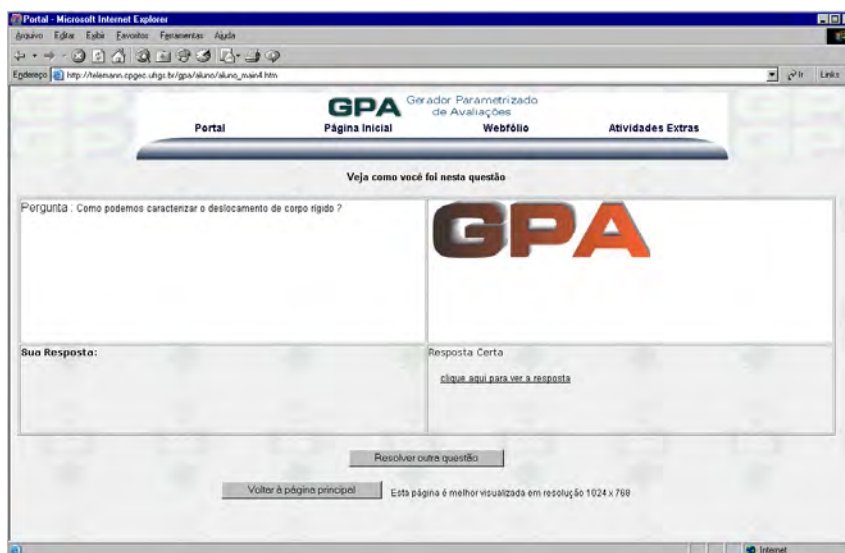 Portal - Microsoft Internet Explorer
Arquivo Editar Exibir Favoritos Ferramentas Ajuda
Endereço http://telemann.cpgec.ufrgs.br/gpa/aluno/aluno_main4.htm Ir Links
GPA Gerador Parametrizado
de Avaliações
Portal Página Inicial Webfólio Atividades Extras
Veja como você foi nesta questão
Pergunta : Como podemos caracterizar o deslocamento de corpo rígido ?
GPA
Sua Resposta:
Resposta Certa
clique aqui para ver a resposta
Resolver outra questão
Voltar à página principal Esta página é melhor visualizada em resolução 1024 x 768
Internet